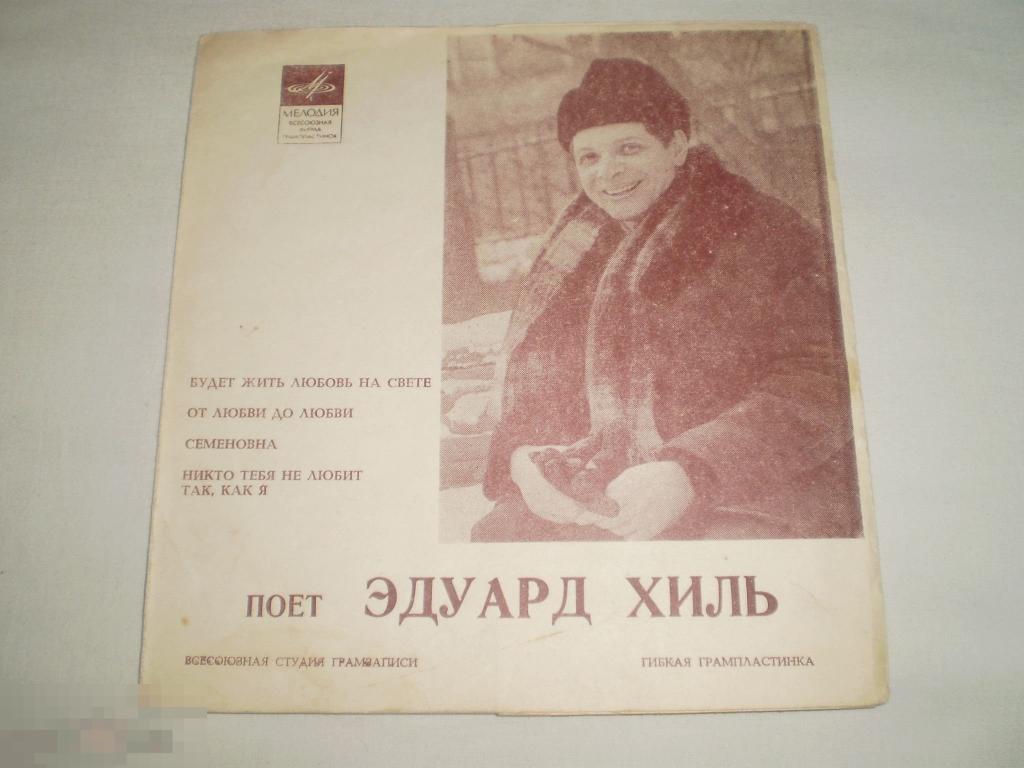 МЕЛОДИЯ
ВСЕСОЮЗНАЯ
ФИРМА
ГРАМПЛАСТИНОК
БУДЕТ ЖИТЬ ЛЮБОВЬ НА СВЕТЕ
ОТ ЛЮБВИ ДО ЛЮБВИ
СЕМЕНОВНА
НИКТО ТЕБЯ НЕ ЛЮБИТ
ТАК, КАК Я
ПОЕТ ЭДУАРД ХИЛЬ
ВСЕСОЮЗНАЯ СТУДИЯ ГРАМЗАПИСИ
ГИБКАЯ ГРАМПЛАСТИНКА